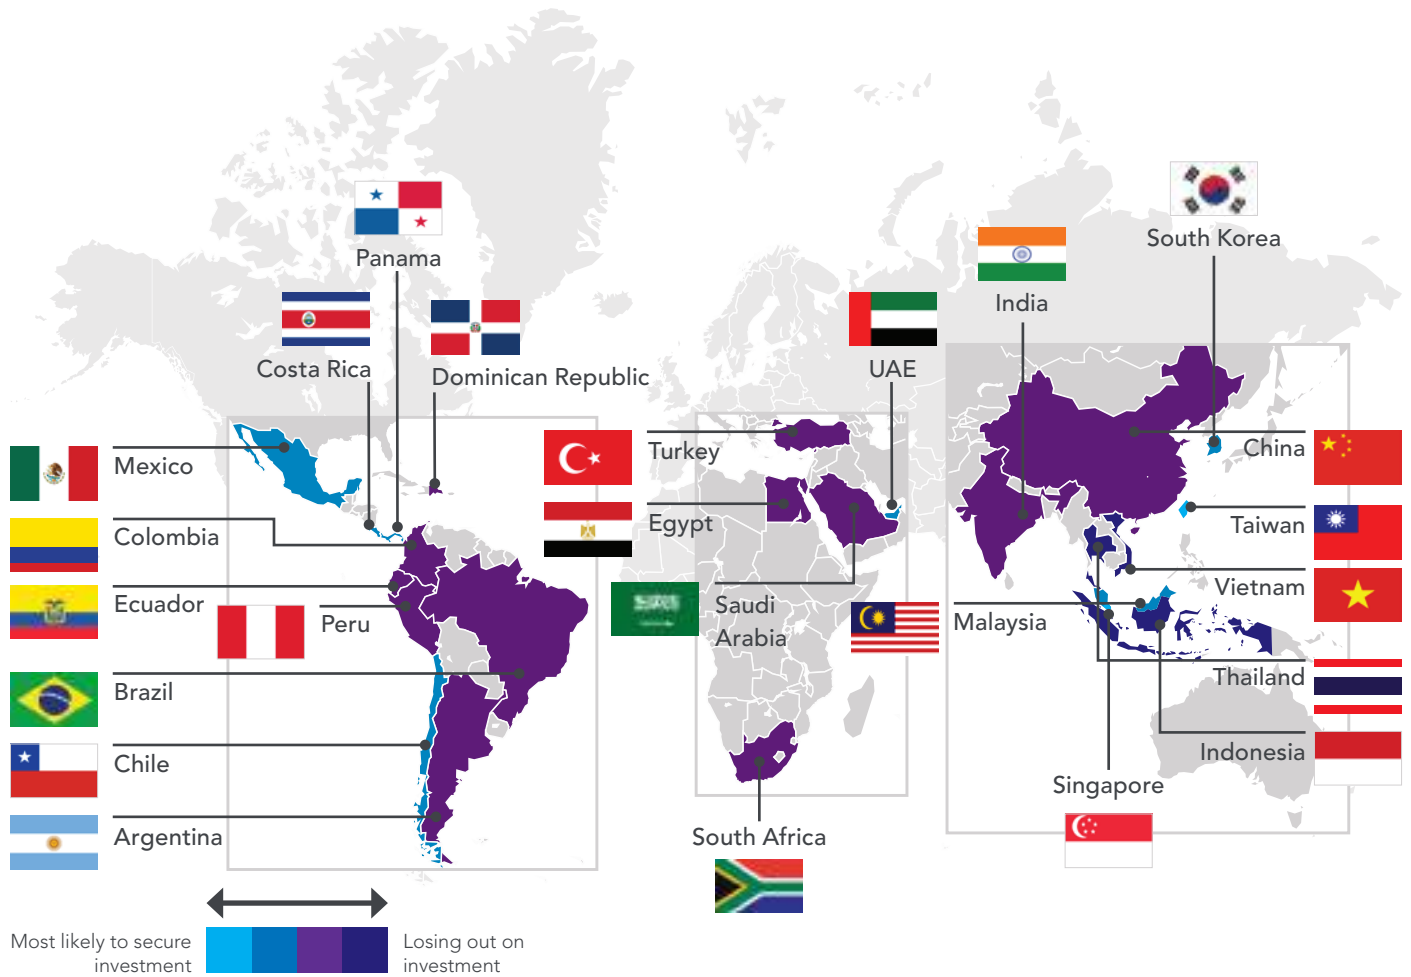 Panama
South Korea
India
Costa Rica
Dominican Republic
UAE
Mexico
Turkey
China
Colombia
Egypt
Taiwan
Ecuador
Peru
Saudi
Arabia
Malaysia
Vietnam
Brazil
Thailand
Chile
Indonesia
Singapore
Argentina
South Africa
Most likely to secure
investment
Losing out on
investment